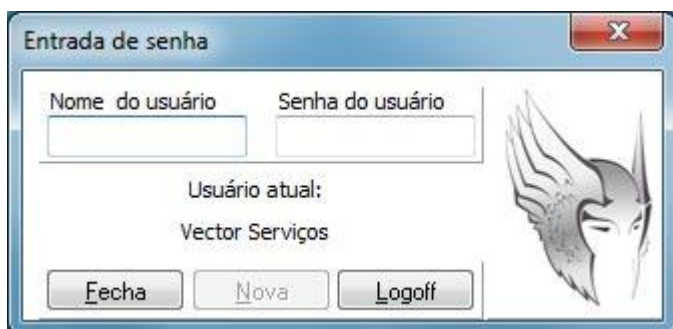 Entrada de senha
Nome do usuário Senha do usuário
Usuário atual:
Vector Serviços
Fecha Nova Logoff